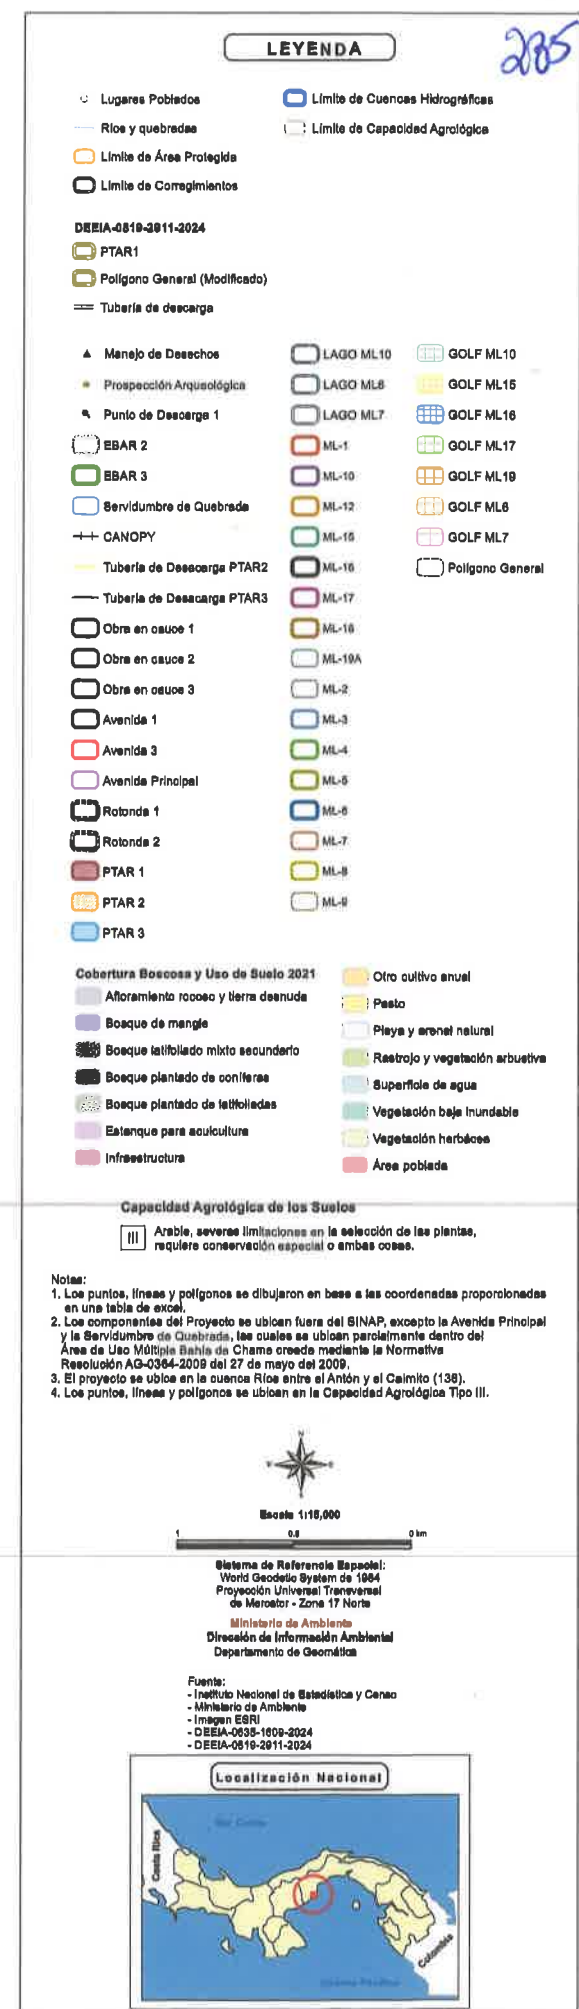 LEYENDA
285
Lugares Poblados
Ríos y quebradas
Límite de Área Protegida
Límite de Corregimientos
Límite de Cuencas Hidrográficas
Límite de Capacidad Agrológica
DEEIA-0819-2911-2024
PTAR1
Polígono General (Modificado)
Tubería de descarga
Manejo de Desechos
Prospección Arqueológica
Punto de Descarga 1
EBAR 2
EBAR 3
Servidumbre de Quebrada
CANOPY
Tubería de Desacarga PTAR2
Tubería de Desacarga PTAR3
Obra en cauce 1
Obra en cauce 2
Obra en cauce 3
Avenida 1
Avenida 3
Avenida Principal
Rotonda 1
Rotonda 2
PTAR 1
PTAR 2
PTAR 3
LAGO ML10
LAGO ML6
LAGO ML7
ML-1
ML-10
ML-12
ML-15
ML-16
ML-17
ML-18
ML-19A
ML-2
ML-3
ML-4
ML-5
ML-6
ML-7
ML-8
ML-9
GOLF ML10
GOLF ML15
GOLF ML16
GOLF ML17
GOLF ML19
GOLF ML6
GOLF ML7
Polígono General
Cobertura Boscosa y Uso de Suelo 2021
Afloramiento rocoso y tierra desnuda
Bosque de mangle
Bosque latifoliado mixto secundario
Bosque plantado de coníferas
Bosque plantado de latifoliadas
Estanque para acuicultura
Infraestructura
Otro cultivo anual
Pasto
Playa y arenal natural
Rastrojo y vegetación arbustiva
Superficie de agua
Vegetación baja inundable
Vegetación herbácea
Área poblada
Capacidad Agrológica de los Suelos
III
Arable, severas limitaciones en la selección de las plantas,
requiere conservación especial o ambas cosas.
Notas:
1. Los puntos, líneas y polígonos se dibujaron en base a las coordenadas proporcionadas
en una tabla de excel.
2. Los componentes del Proyecto se ubican fuera del SINAP, excepto la Avenida Principal
y la Servidumbre de Quebrada, las cuales se ubican parcialmente dentro del
Área de Uso Múltiple Bahía de Chame creada mediante la Normativa
Resolución AG-0364-2009 del 27 de mayo del 2009.
3. El proyecto se ubica en la cuenca Ríos entre el Antón y el Caimito (138).
4. Los puntos, líneas y polígonos se ubican en la Capacidad Agrológica Tipo III.
N
Escala 1:15,000
1 0.5 0 km
Sistema de Referencia Espacial:
World Geodetic System de 1984
Proyección Universal Transversal
de Mercator - Zona 17 Norte
Ministerio de Ambiente
Dirección de Información Ambiental
Departamento de Geomática
Fuente:
- Instituto Nacional de Estadística y Censo
- Ministerio de Ambiente
- Imagen ESRI
- DEEIA-0635-1609-2024
- DEEIA-0819-2911-2024
Localización Nacional
Mar Caribe
Costa Rica
Colombia
Océano Pacífico